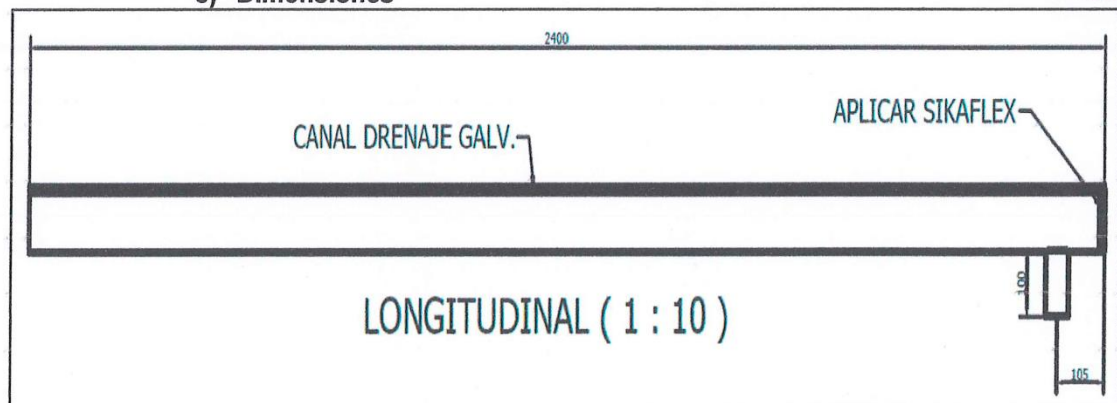 c) Dimensiones
2400
CANAL DRENAJE GALV.
APLICAR SIKAFLEX
100
LONGITUDINAL ( 1 : 10 )
105